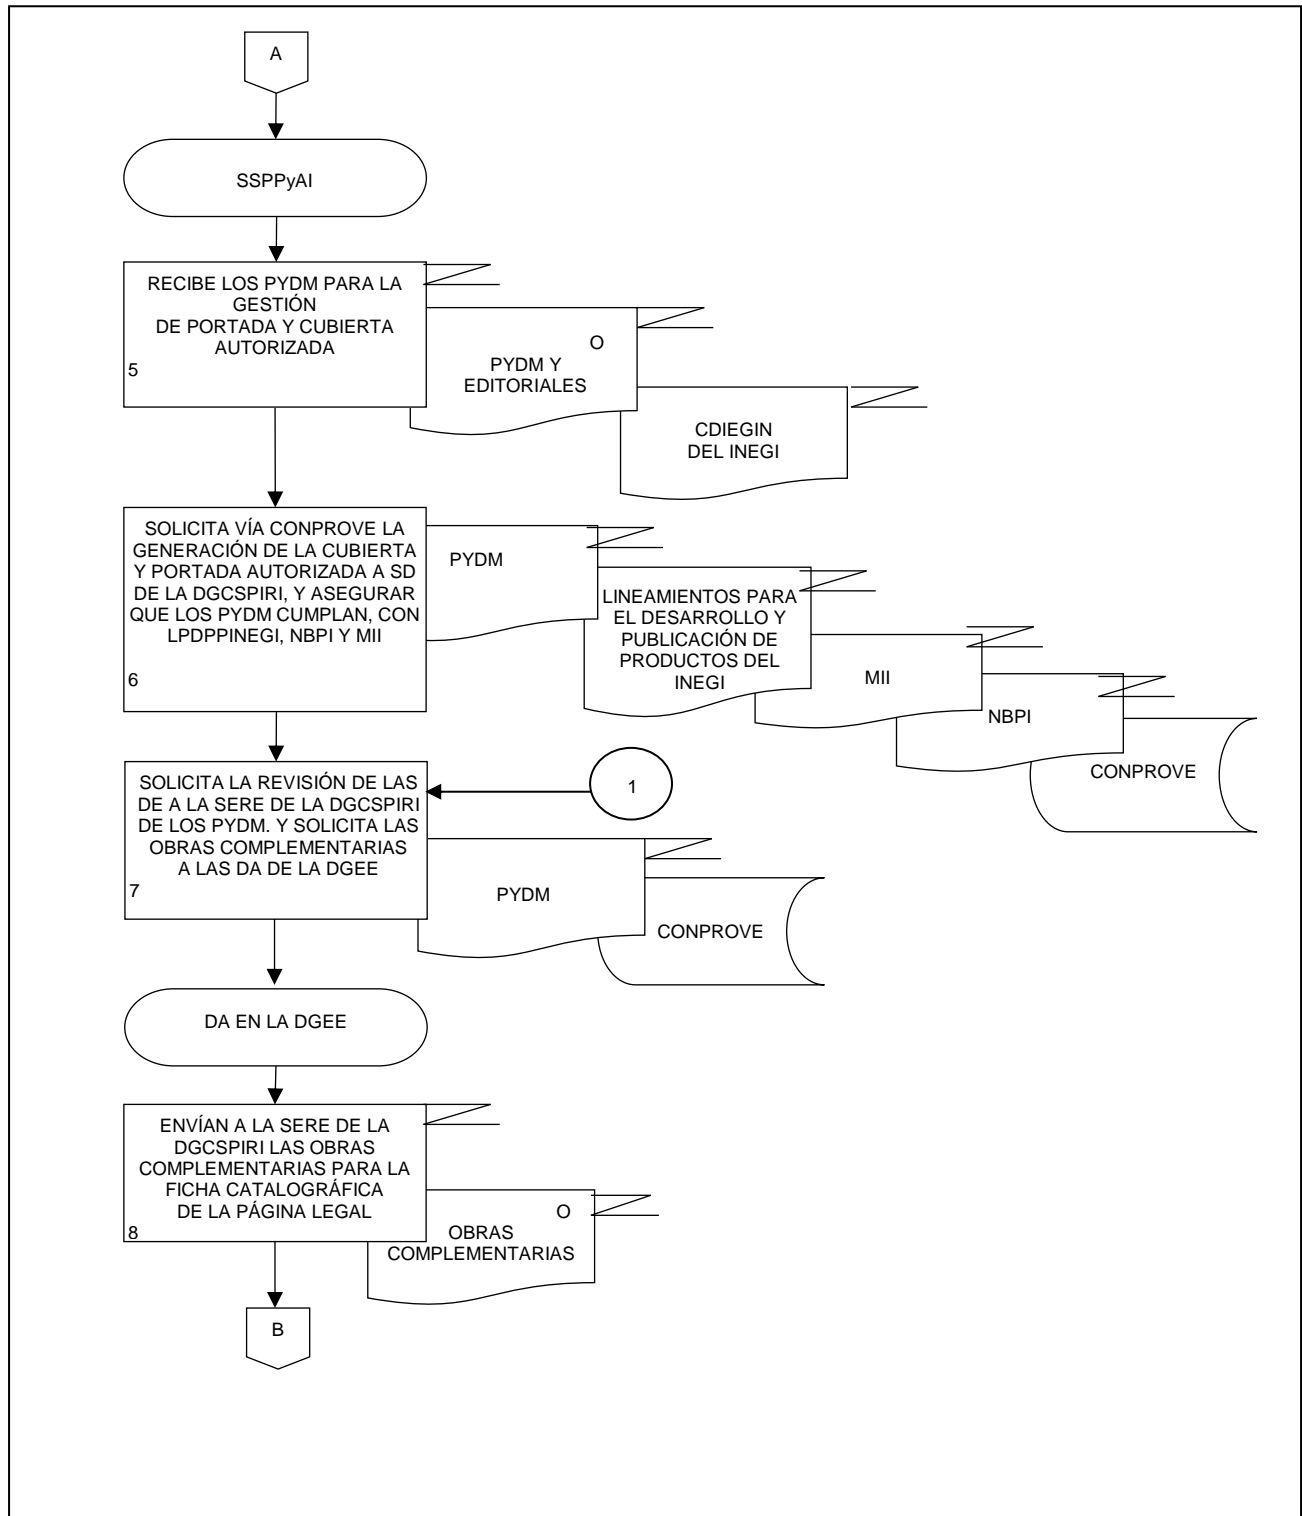 A
SSPPyAI
RECIBE LOS PYDM PARA LA
GESTIÓN
DE PORTADA Y CUBIERTA
AUTORIZADA
5
O
PYDM Y
EDITORIALES
CDIEGIN
DEL INEGI
SOLICITA VÍA CONPROVE LA
GENERACIÓN DE LA CUBIERTA
Y PORTADA AUTORIZADA A SD
DE LA DGCSPIRI, Y ASEGURAR
QUE LOS PYDM CUMPLAN, CON
LPDPPINEGI, NBPI Y MII
6
PYDM
LINEAMIENTOS PARA
EL DESARROLLO Y
PUBLICACIÓN DE
PRODUCTOS DEL
INEGI
MII
NBPI
CONPROVE
SOLICITA LA REVISIÓN DE LAS
DE A LA SERE DE LA DGCSPIRI
DE LOS PYDM. Y SOLICITA LAS
OBRAS COMPLEMENTARIAS
A LAS DA DE LA DGEE
7
1
PYDM
CONPROVE
DA EN LA DGEE
ENVÍAN A LA SERE DE LA
DGCSPIRI LAS OBRAS
COMPLEMENTARIAS PARA LA
FICHA CATALOGRÁFICA
DE LA PÁGINA LEGAL
8
O
OBRAS
COMPLEMENTARIAS
B